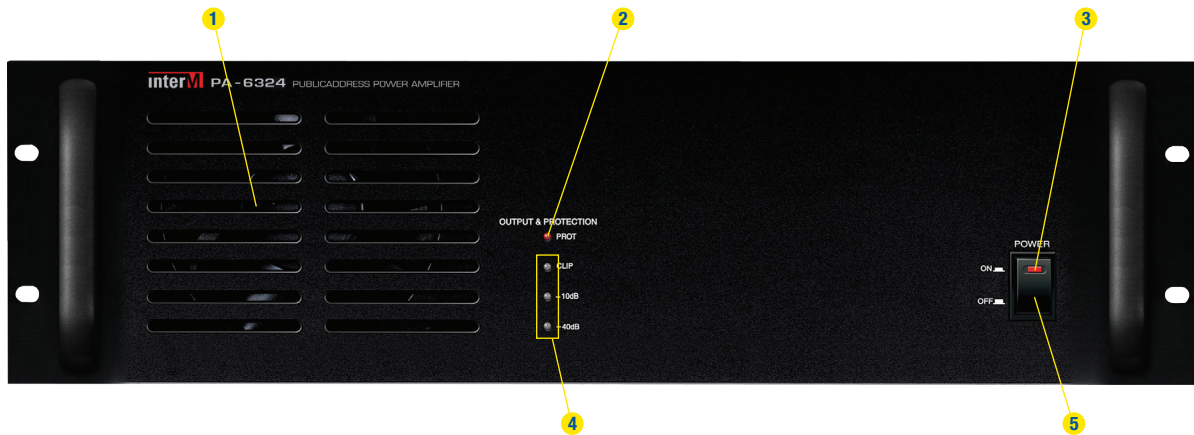 1
2
3
interM PA-6324 PUBLICADDRESS POWER AMPLIFIER
OUTPUT & PROTECTION
PROT
CLIP
-10dB
-40dB
POWER
ON
OFF
4
5